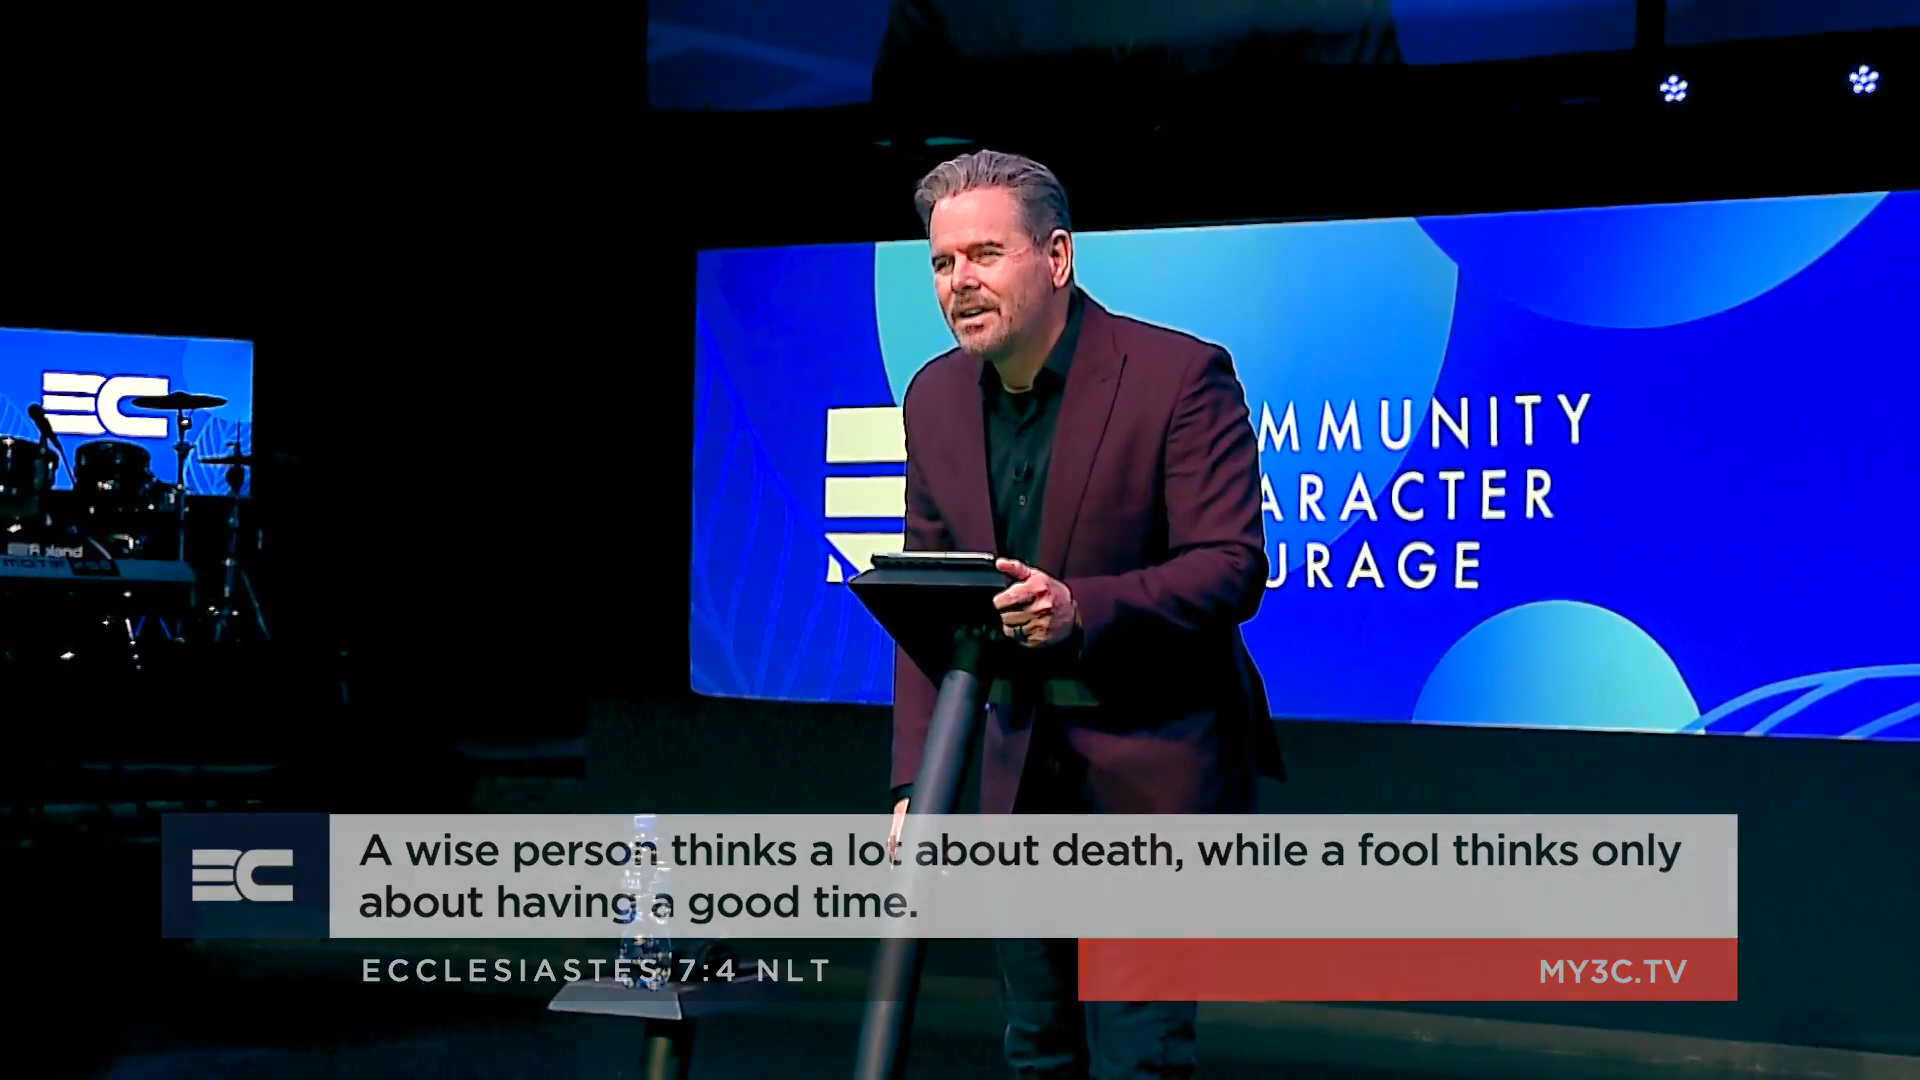 3C
MMUNITY
ARACTER
URAGE
Roland
MOTIF
A wise person thinks a lot about death, while a fool thinks only
about having a good time.
3C
ECCLESIASTES 7:4 NLT
MY3C.TV